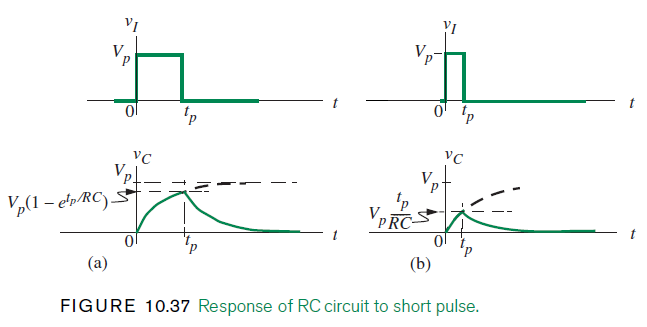 v_I
V_p
0
t_p
t
v_I
V_p
0
t_p
t
v_C
V_p
V_p(1 – e^{t_p/RC})
0
t_p
t
(a)
v_C
V_p
V_p t_p/RC
0
t_p
t
(b)
FIGURE 10.37 Response of RC circuit to short pulse.